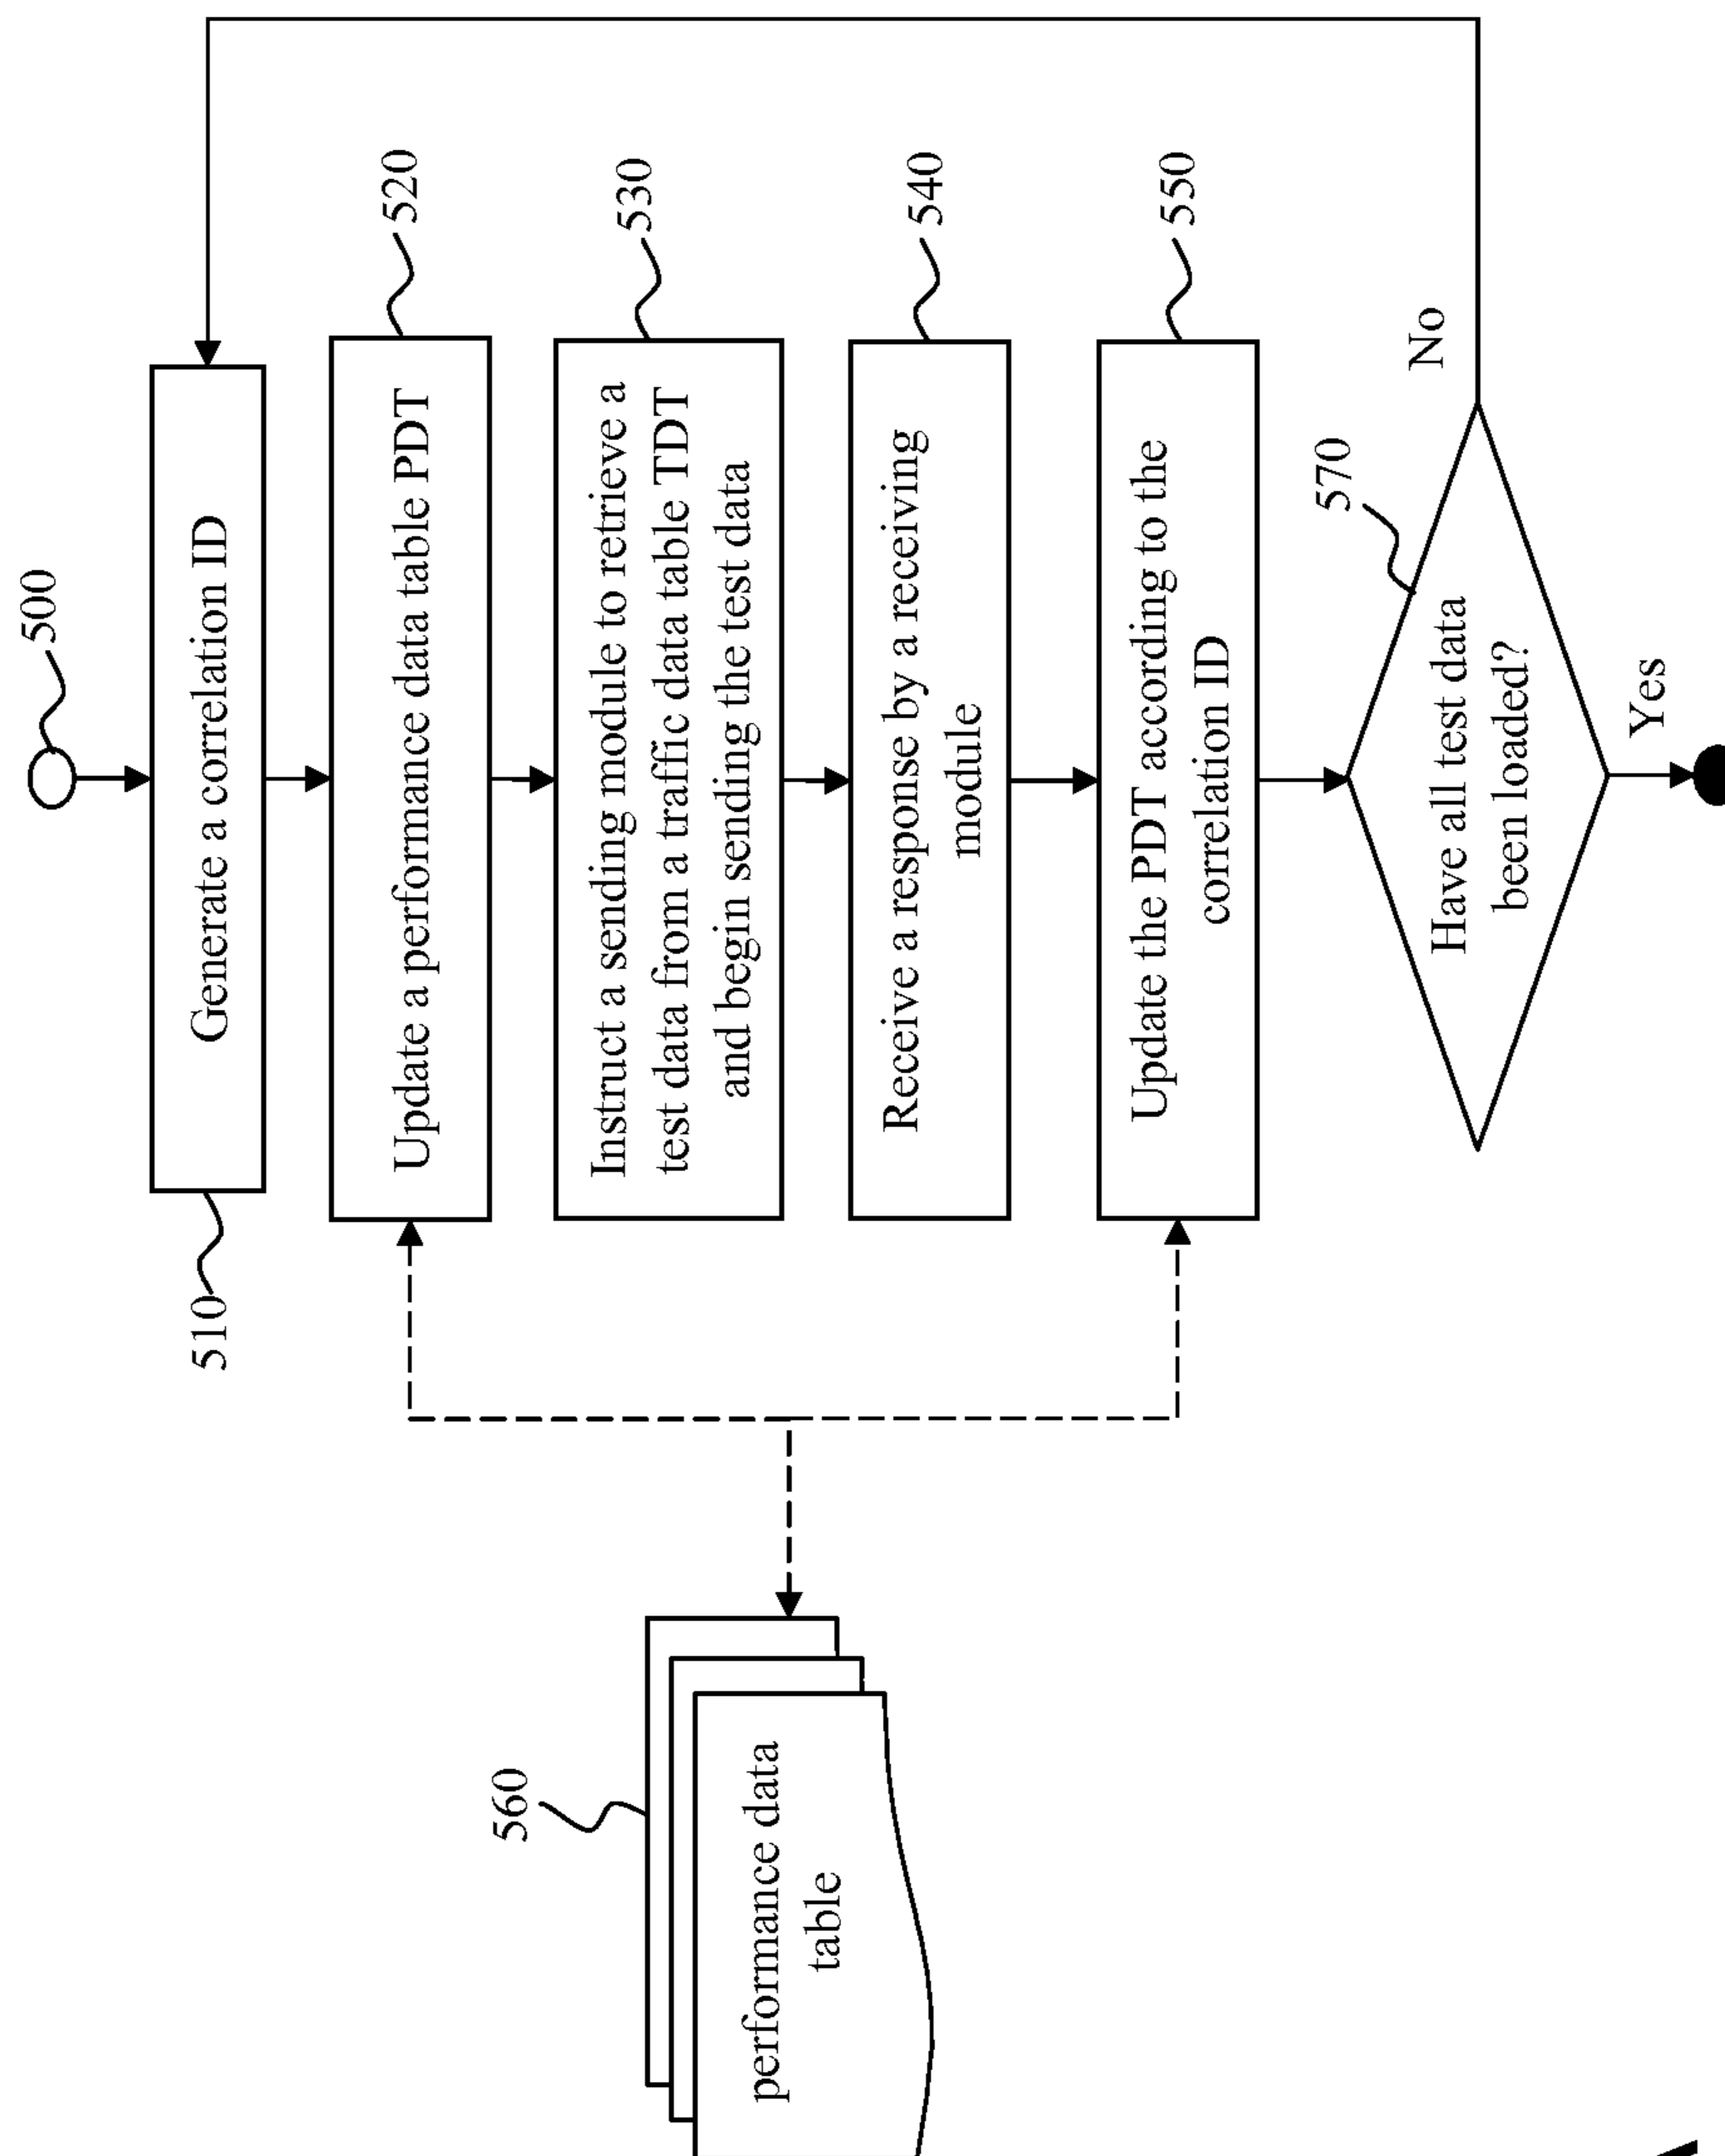 500
Generate a correlation ID
510
Update a performance data table PDT
520
Instruct a sending module to retrieve a
test data from a traffic data table TDT
and begin sending the test data
530
Receive a response by a receiving
module
540
Update the PDT according to the
correlation ID
550
560
performance data
table
570
Have all test data
been loaded?
No
Yes